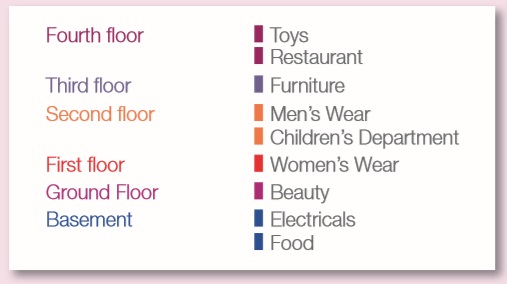 Fourth floor Toys
Restaurant
Third floor Furniture
Second floor Men's Wear
Children's Department
First floor Women's Wear
Ground Floor Beauty
Basement Electricals
Food